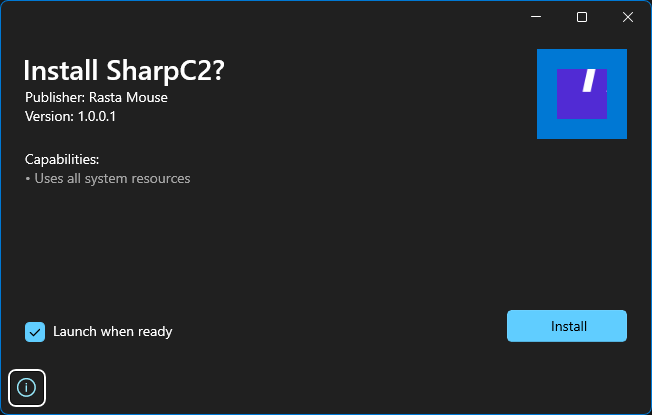 Install SharpC2?
Publisher: Rasta Mouse
Version: 1.0.0.1
Capabilities:
• Uses all system resources
Launch when ready
Install